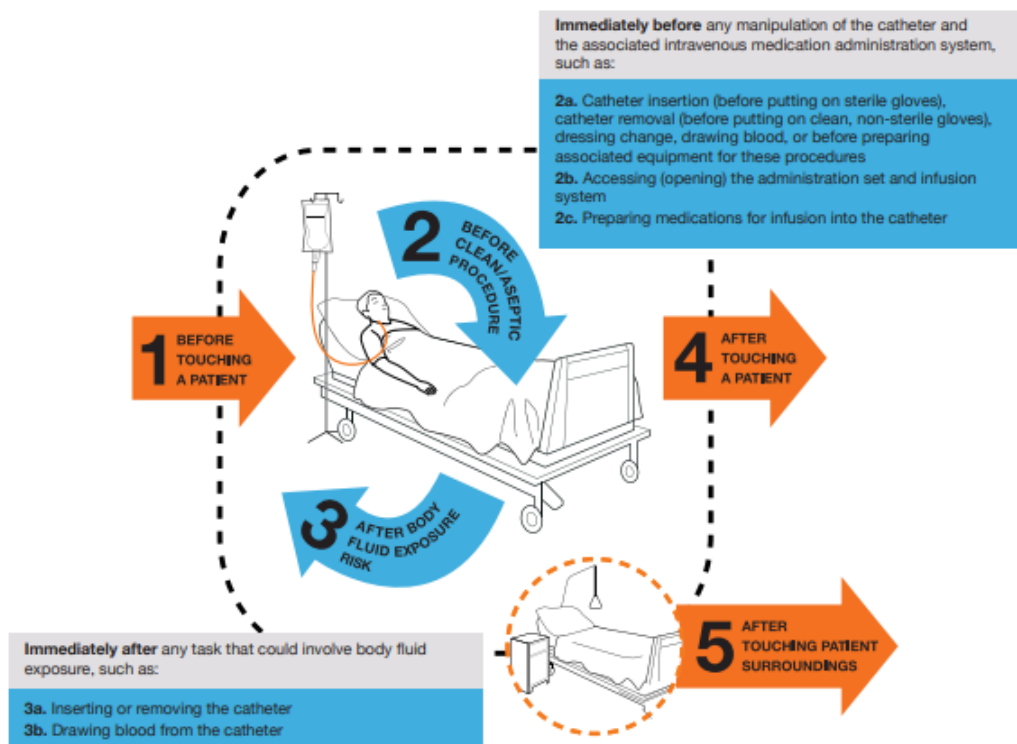 Immediately before any manipulation of the catheter and
the associated intravenous medication administration system,
such as:
2a. Catheter insertion (before putting on sterile gloves),
catheter removal (before putting on clean, non-sterile gloves),
dressing change, drawing blood, or before preparing
associated equipment for these procedures
2b. Accessing (opening) the administration set and infusion
system
2c. Preparing medications for infusion into the catheter
2
BEFORE
CLEAN/ASEPTIC
PROCEDURE
1
BEFORE
TOUCHING
A PATIENT
4
AFTER
TOUCHING
A PATIENT
3
AFTER BODY
FLUID EXPOSURE
RISK
5
AFTER
TOUCHING PATIENT
SURROUNDINGS
Immediately after any task that could involve body fluid
exposure, such as:
3a. Inserting or removing the catheter
3b. Drawing blood from the catheter